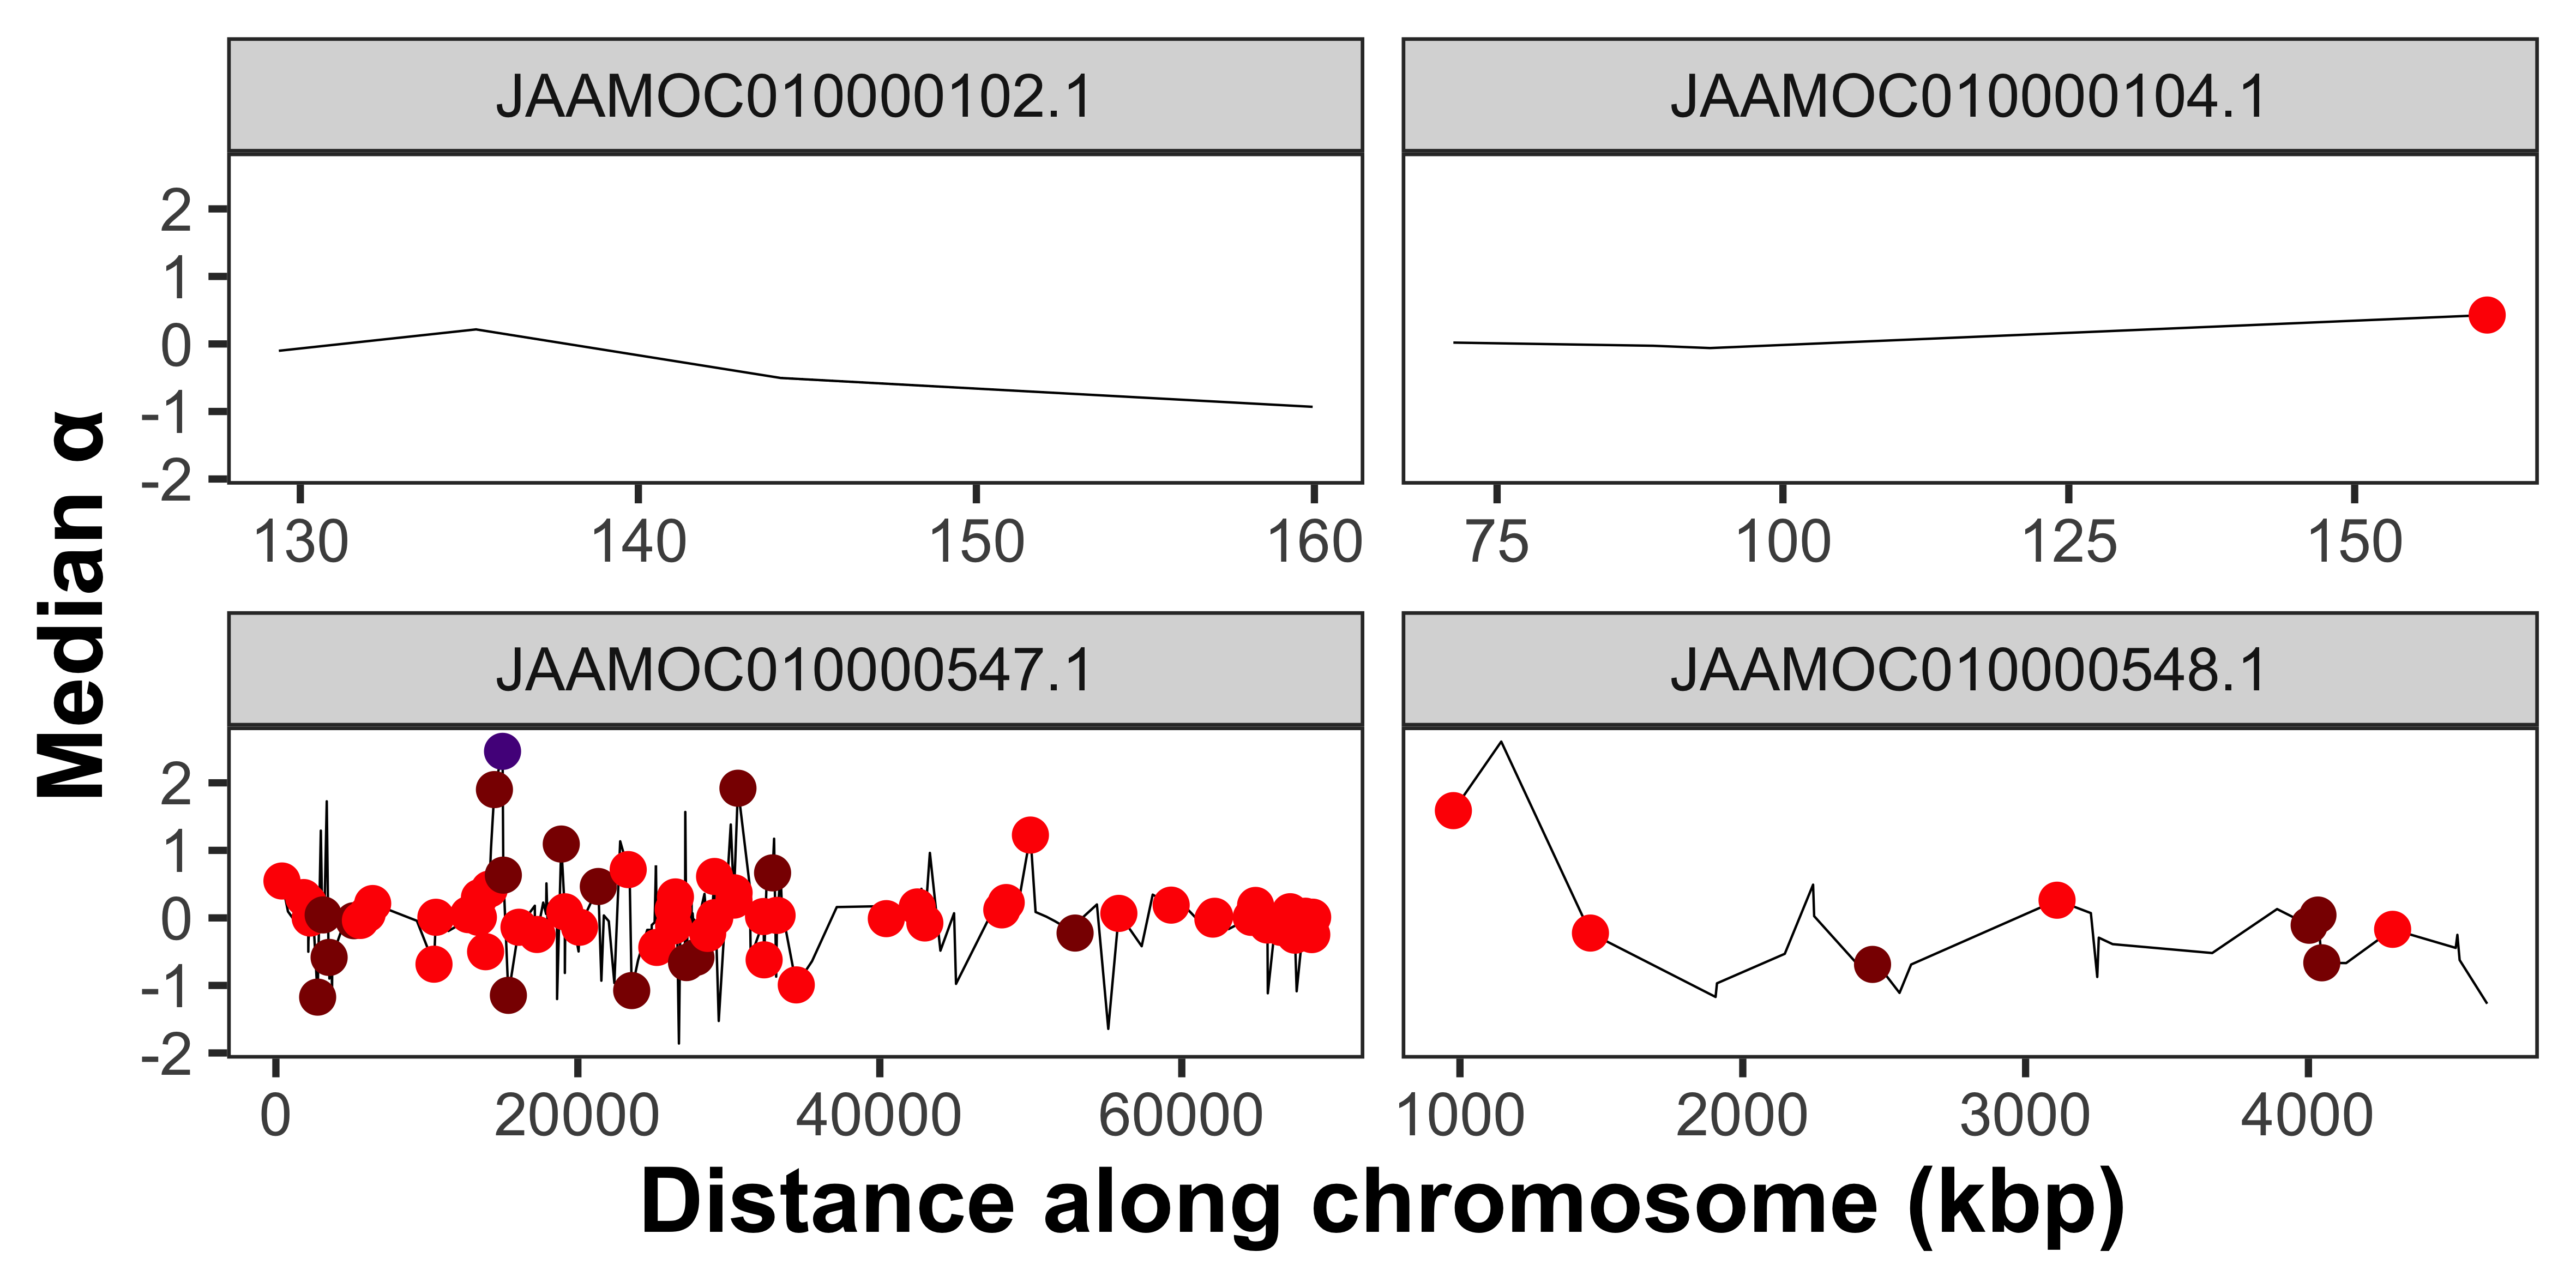 JAAMOC010000102.1 JAAMOC010000104.1
2
1
0
-1
-2
130 140 150 160 75 100 125 150
Median α
JAAMOC010000547.1 JAAMOC010000548.1
2
1
0
-1
-2
0 20000 40000 60000 1000 2000 3000 4000
Distance along chromosome (kbp)